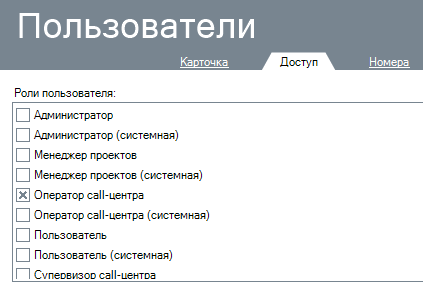 Пользователи
Карточка Доступ Номера
Роли пользователя:
Администратор
Администратор (системная)
Менеджер проектов
Менеджер проектов (системная)
Оператор call-центра
Оператор call-центра (системная)
Пользователь
Пользователь (системная)
Супервизор call-центра